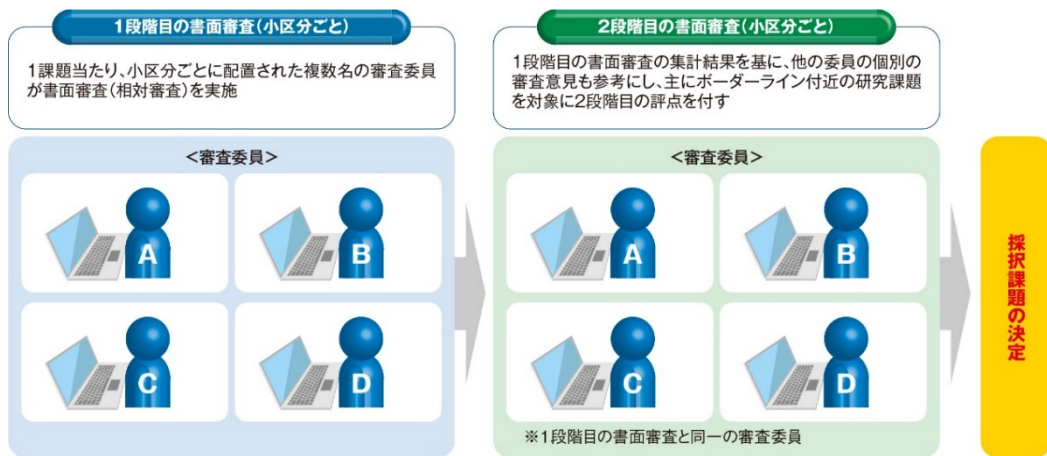 1段階目の書面審査(小区分ごと)
1課題当たり、小区分ごとに配置された複数名の審査委員
が書面審査(相対審査)を実施
<審査委員>
A
B
C
D
2段階目の書面審査(小区分ごと)
1段階目の書面審査の集計結果を基に、他の委員の個別の
審査意見も参考にし、主にボーダーライン付近の研究課題
を対象に2段階目の評点を付す
<審査委員>
A
B
C
D
※1段階目の書面審査と同一の審査委員
採択課題の決定